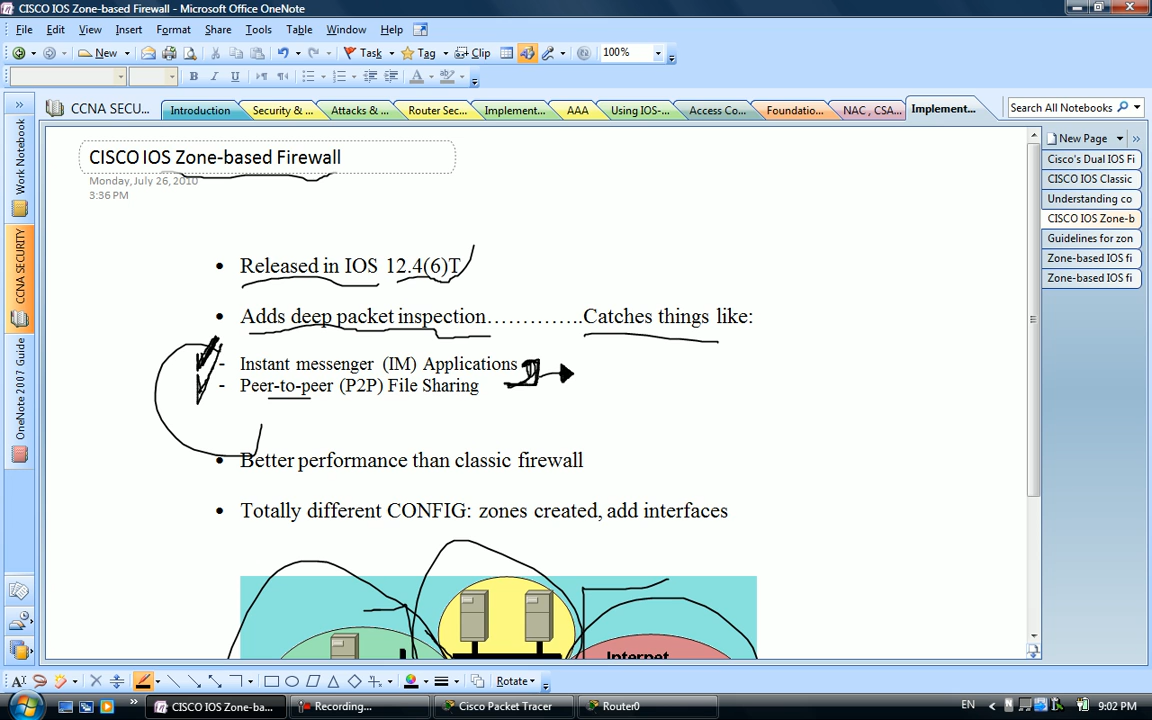 CISCO IOS Zone-based Firewall - Microsoft Office OneNote
File Edit View Insert Format Share Tools Table Window Help
New Task Tag Clip 100%
B I U A ab
CCNA SECUR... Introduction Security & ... Attacks & ... Router Sec... Implement... AAA Using IOS-... Access Co... Foundatio... NAC , CSA... Implement... Search All Notebooks
Work Notebook
CCNA SECURITY
OneNote 2007 Guide
CISCO IOS Zone-based Firewall
Monday, July 26, 2010
3:36 PM
• Released in IOS 12.4(6)T
• Adds deep packet inspection..............Catches things like:
- Instant messenger (IM) Applications
- Peer-to-peer (P2P) File Sharing
• Better performance than classic firewall
• Totally different CONFIG: zones created, add interfaces
Internet
New Page
Cisco's Dual IOS Fi
CISCO IOS Classic
Understanding co
CISCO IOS Zone-b
Guidelines for zon
Zone-based IOS fi
Zone-based IOS fi
Rotate
CISCO IOS Zone-ba... Recording... Cisco Packet Tracer Router0 EN 9:02 PM